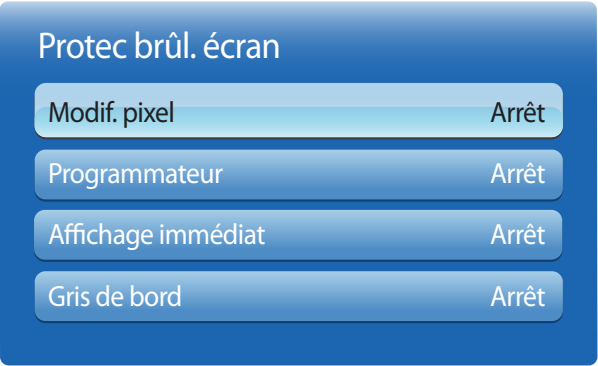 Protec brûl. écran
Modif. pixel Arrêt
Programmateur Arrêt
Affichage immédiat Arrêt
Gris de bord Arrêt